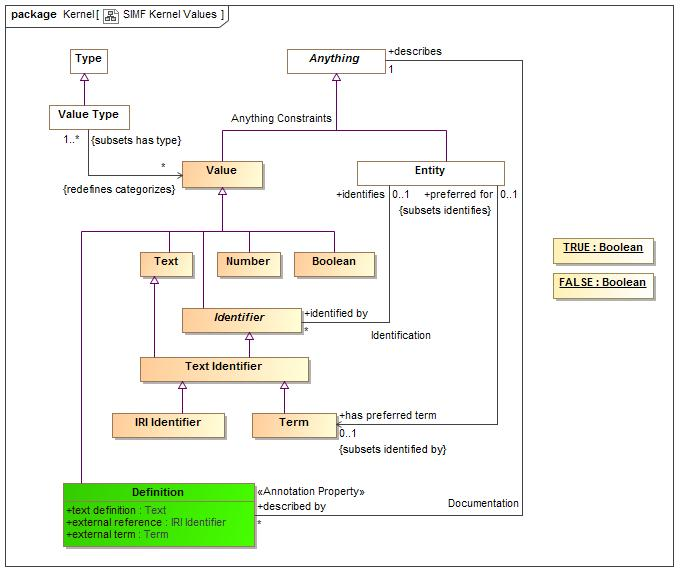 package Kernel[ SIMF Kernel Values ]
Type
Anything
+describes
1
Value Type
Anything Constraints
1..*
{subsets has type}
*
Value
Entity
{redefines categorizes}
+identifies
0..1
+preferred for
0..1
{subsets identifies}
TRUE : Boolean
Text
Number
Boolean
FALSE : Boolean
Identifier
+identified by
*
Identification
Text Identifier
IRI Identifier
Term
+has preferred term
0..1
{subsets identified by}
Definition
«Annotation Property»
+text definition : Text
+described by
Documentation
+external reference : IRI Identifier
*
+external term : Term